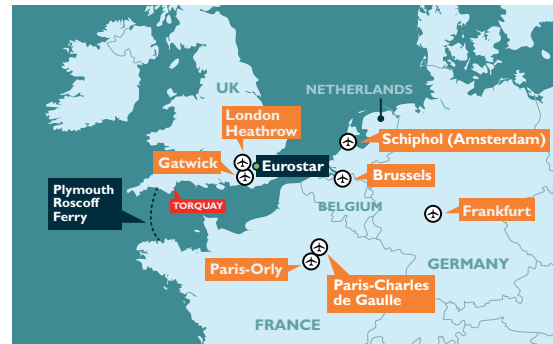 UK
NETHERLANDS
London
Heathrow
Schiphol (Amsterdam)
Gatwick
Eurostar
Brussels
Plymouth
Roscoff
Ferry
TORQUAY
BELGIUM
Frankfurt
Paris-Orly
Paris-Charles
de Gaulle
GERMANY
FRANCE